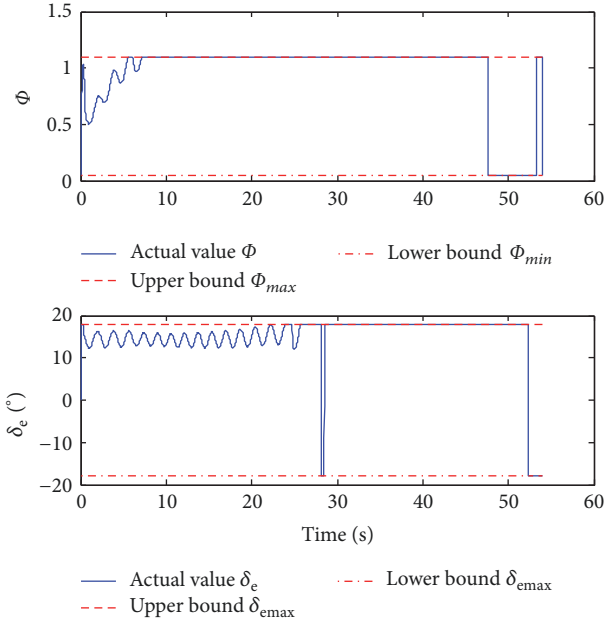 1.5
1
0.5
0
Φ
0 10 20 30 40 50 60
Actual value Φ
Upper bound Φmax
Lower bound Φmin
20
10
0
−10
−20
δe (°)
0 10 20 30 40 50 60
Time (s)
Actual value δe
Upper bound δemax
Lower bound δemax